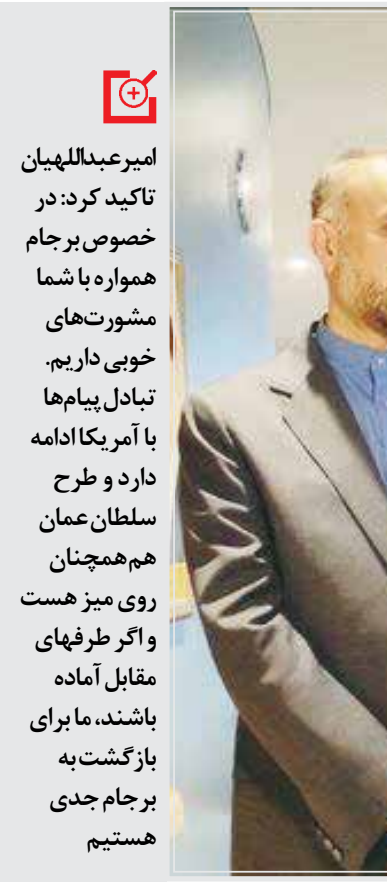 امیرعبداللهیان
تاکید کرد: در
خصوص برجام
همواره با شما
مشورت‌های
خوبی داریم.
تبادل پیام‌ها
با آمریکا ادامه
دارد و طرح
سلطان عمان
هم همچنان
روی میز هست
و اگر طرفهای
مقابل آماده
باشند، ما برای
بازگشت به
برجام جدی
هستیم